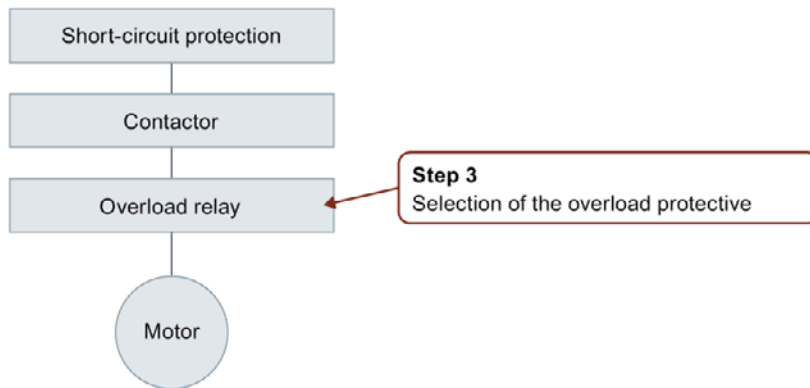 Short-circuit protection
Contactor
Step 3
Selection of the overload protective
Overload relay
Motor